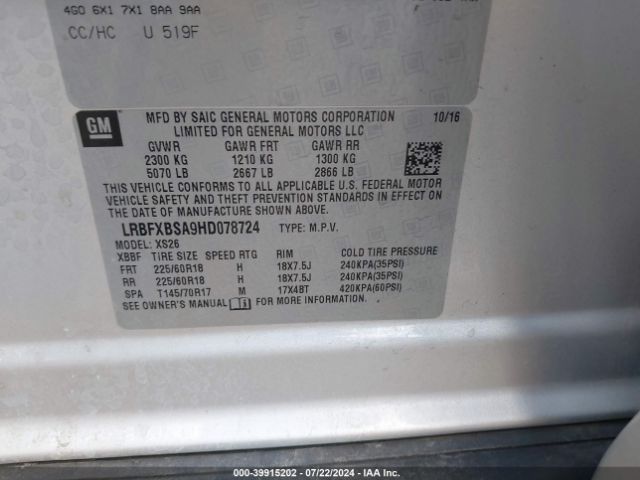 4G0 6X1 7X1 8AA 9AA
CC/HC U 519F
GM
MFD BY SAIC GENERAL MOTORS CORPORATION 10/16
LIMITED FOR GENERAL MOTORS LLC
GVWR GAWR FRT GAWR RR
2300 KG 1210 KG 1300 KG
5070 LB 2667 LB 2866 LB
THIS VEHICLE CONFORMS TO ALL APPLICABLE U.S. FEDERAL MOTOR
VEHICLE SAFETY AND THEFT PREVENTION STANDARDS IN EFFECT ON
THE DATE OF MANUFACTURE SHOWN ABOVE.
LRBFXBSA9HD078724 TYPE: M.P.V.
MODEL: XS26
XBBF TIRE SIZE SPEED RTG RIM COLD TIRE PRESSURE
FRT 225/60R18 H 18X7.5J 240KPA(35PSI)
RR 225/60R18 H 18X7.5J 240KPA(35PSI)
SPA T145/70R17 M 17X4BT 420KPA(60PSI)
SEE OWNER'S MANUAL FOR MORE INFORMATION
000-39915202 / 07/22/2024 / IAA Inc.